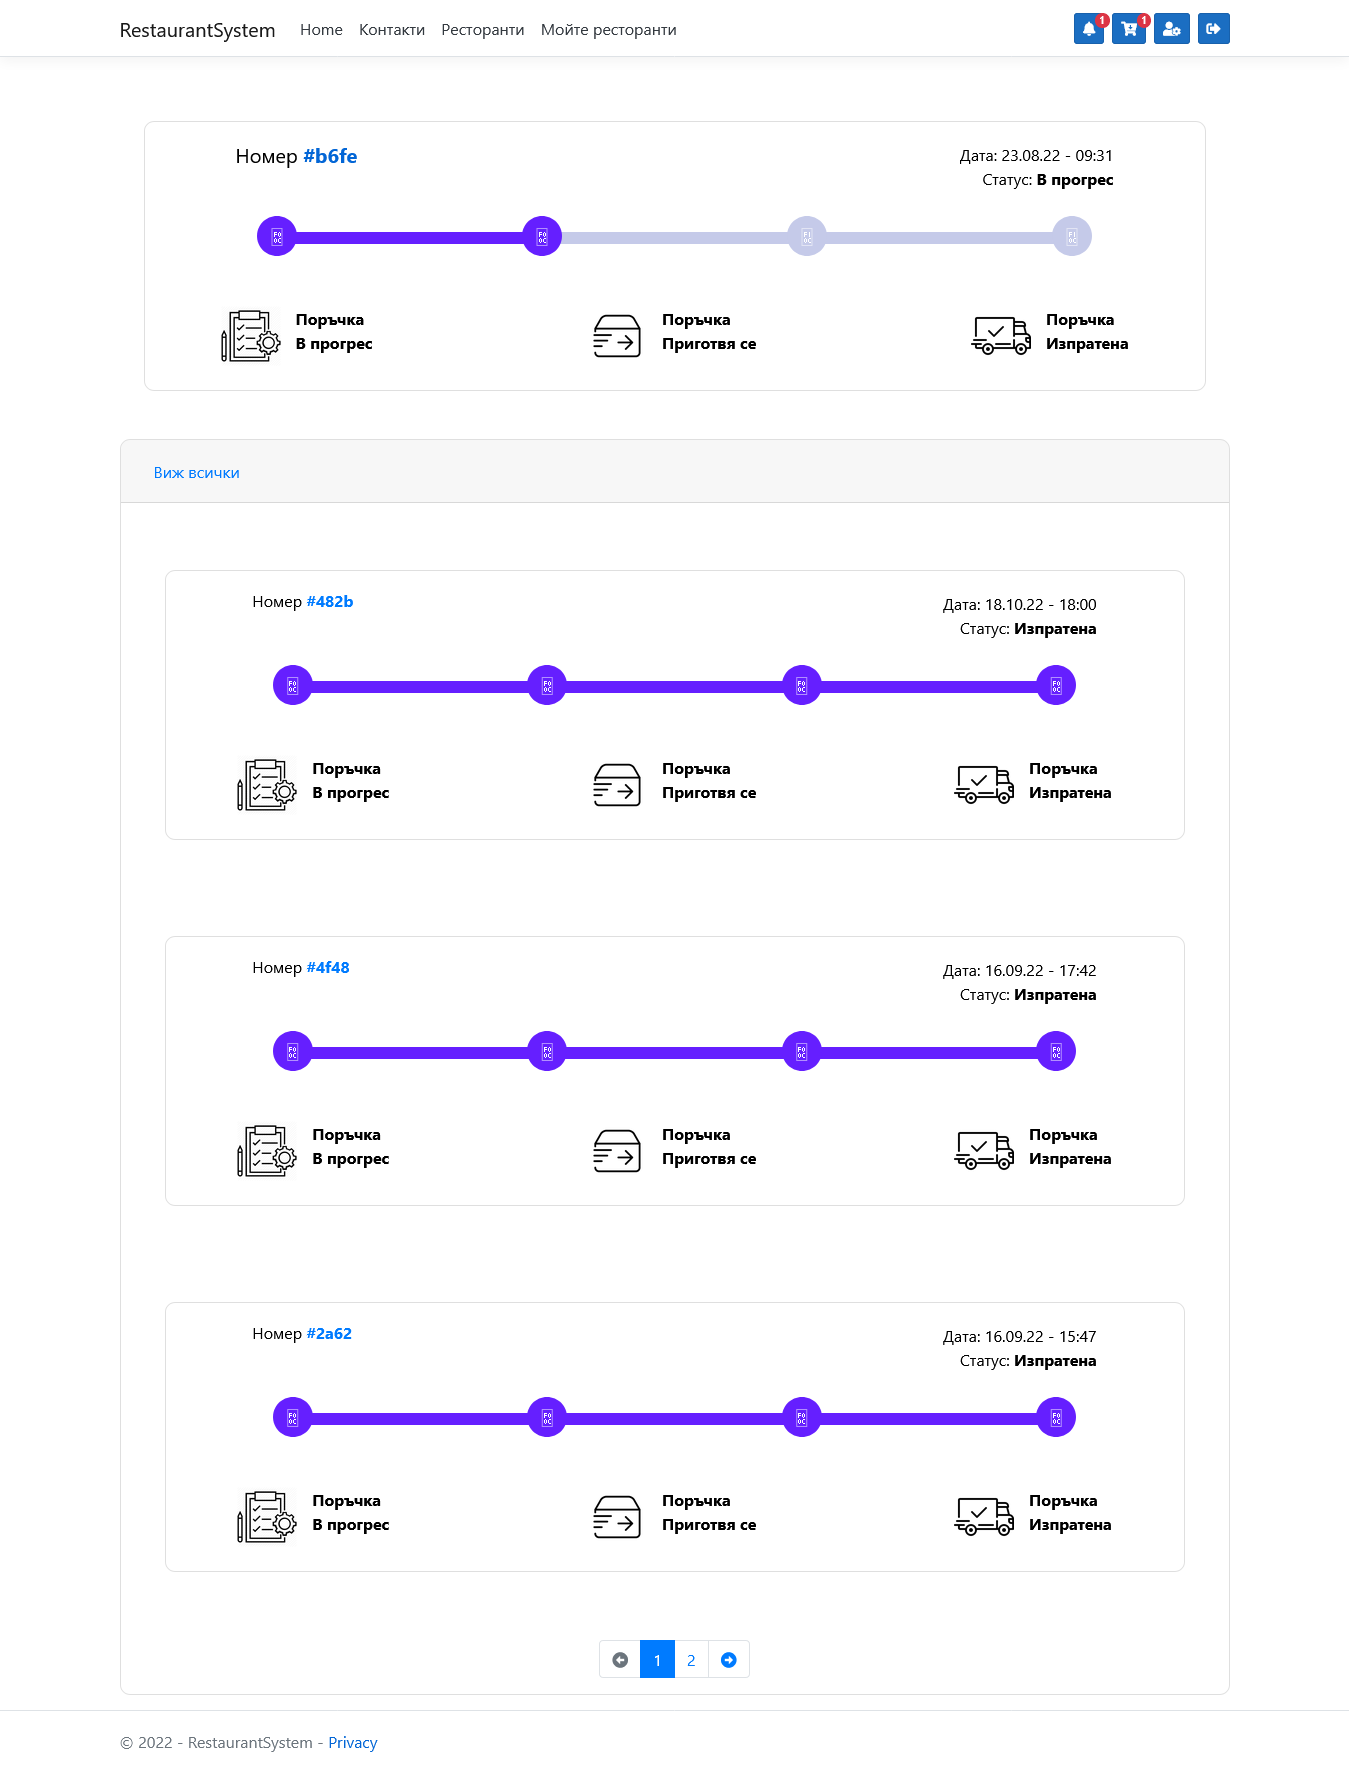 RestaurantSystem Home Контакти Ресторанти Мойте ресторанти 1 1
Номер #b6fe Дата: 23.08.22 - 09:31
Статус: В прогрес
Поръчка Поръчка Поръчка
В прогрес Приготвя се Изпратена
Виж всички
Номер #482b Дата: 18.10.22 - 18:00
Статус: Изпратена
Поръчка Поръчка Поръчка
В прогрес Приготвя се Изпратена
Номер #4f48 Дата: 16.09.22 - 17:42
Статус: Изпратена
Поръчка Поръчка Поръчка
В прогрес Приготвя се Изпратена
Номер #2a62 Дата: 16.09.22 - 15:47
Статус: Изпратена
Поръчка Поръчка Поръчка
В прогрес Приготвя се Изпратена
1 2
© 2022 - RestaurantSystem - Privacy